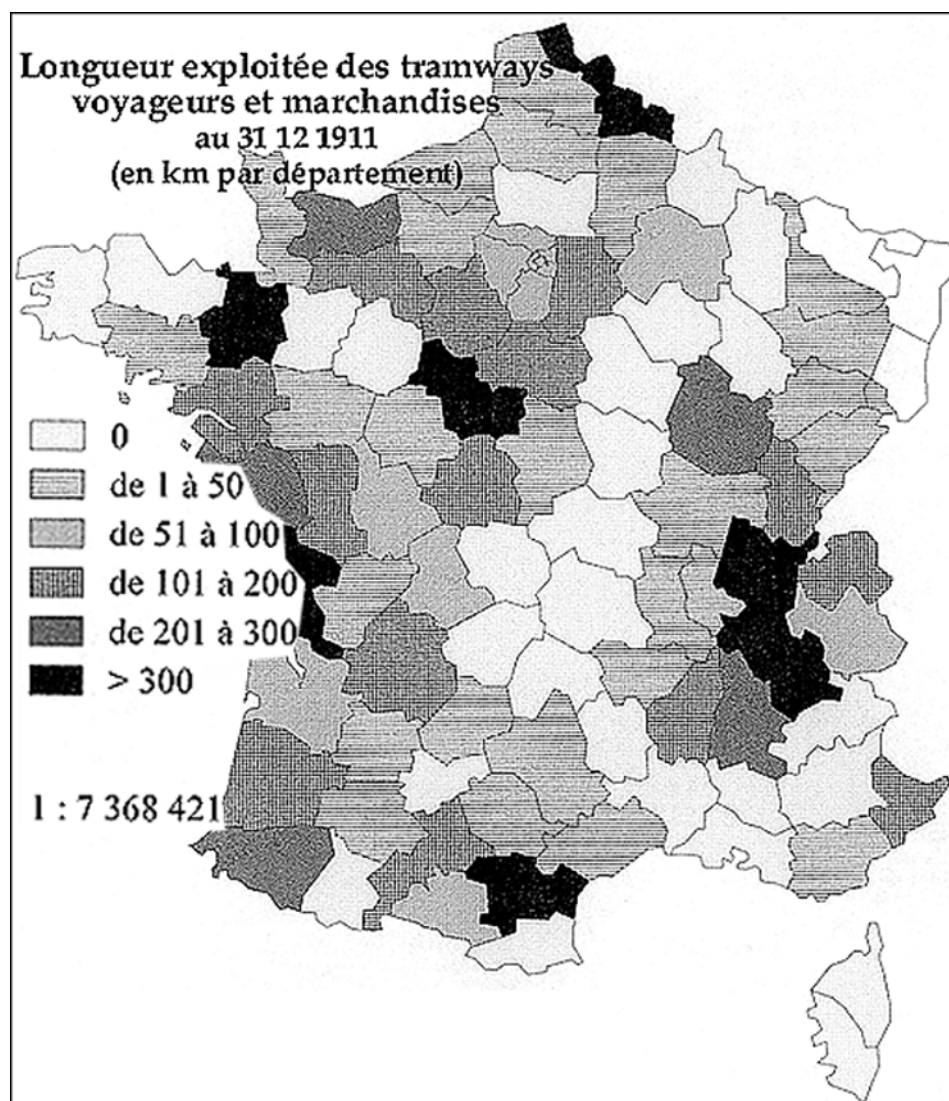 Longueur exploitée des tramways
voyageurs et marchandises
au 31 12 1911
(en km par département)
0
de 1 à 50
de 51 à 100
de 101 à 200
de 201 à 300
> 300
1 : 7 368 421